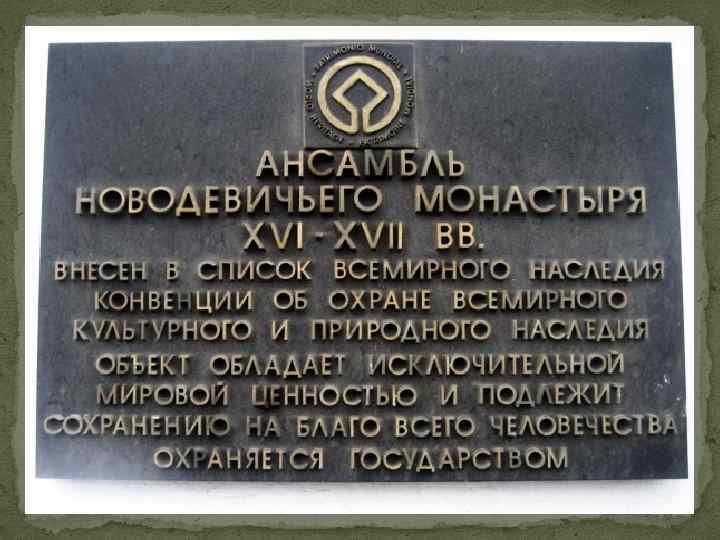 АНСАМБЛЬ
НОВОДЕВИЧЬЕГО МОНАСТЫРЯ
XVI-XVII ВВ.
ВНЕСЕН В СПИСОК ВСЕМИРНОГО НАСЛЕДИЯ
КОНВЕНЦИИ ОБ ОХРАНЕ ВСЕМИРНОГО
КУЛЬТУРНОГО И ПРИРОДНОГО НАСЛЕДИЯ
ОБЪЕКТ ОБЛАДАЕТ ИСКЛЮЧИТЕЛЬНОЙ
МИРОВОЙ ЦЕННОСТЬЮ И ПОДЛЕЖИТ
СОХРАНЕНИЮ НА БЛАГО ВСЕГО ЧЕЛОВЕЧЕСТВА
ОХРАНЯЕТСЯ ГОСУДАРСТВОМ